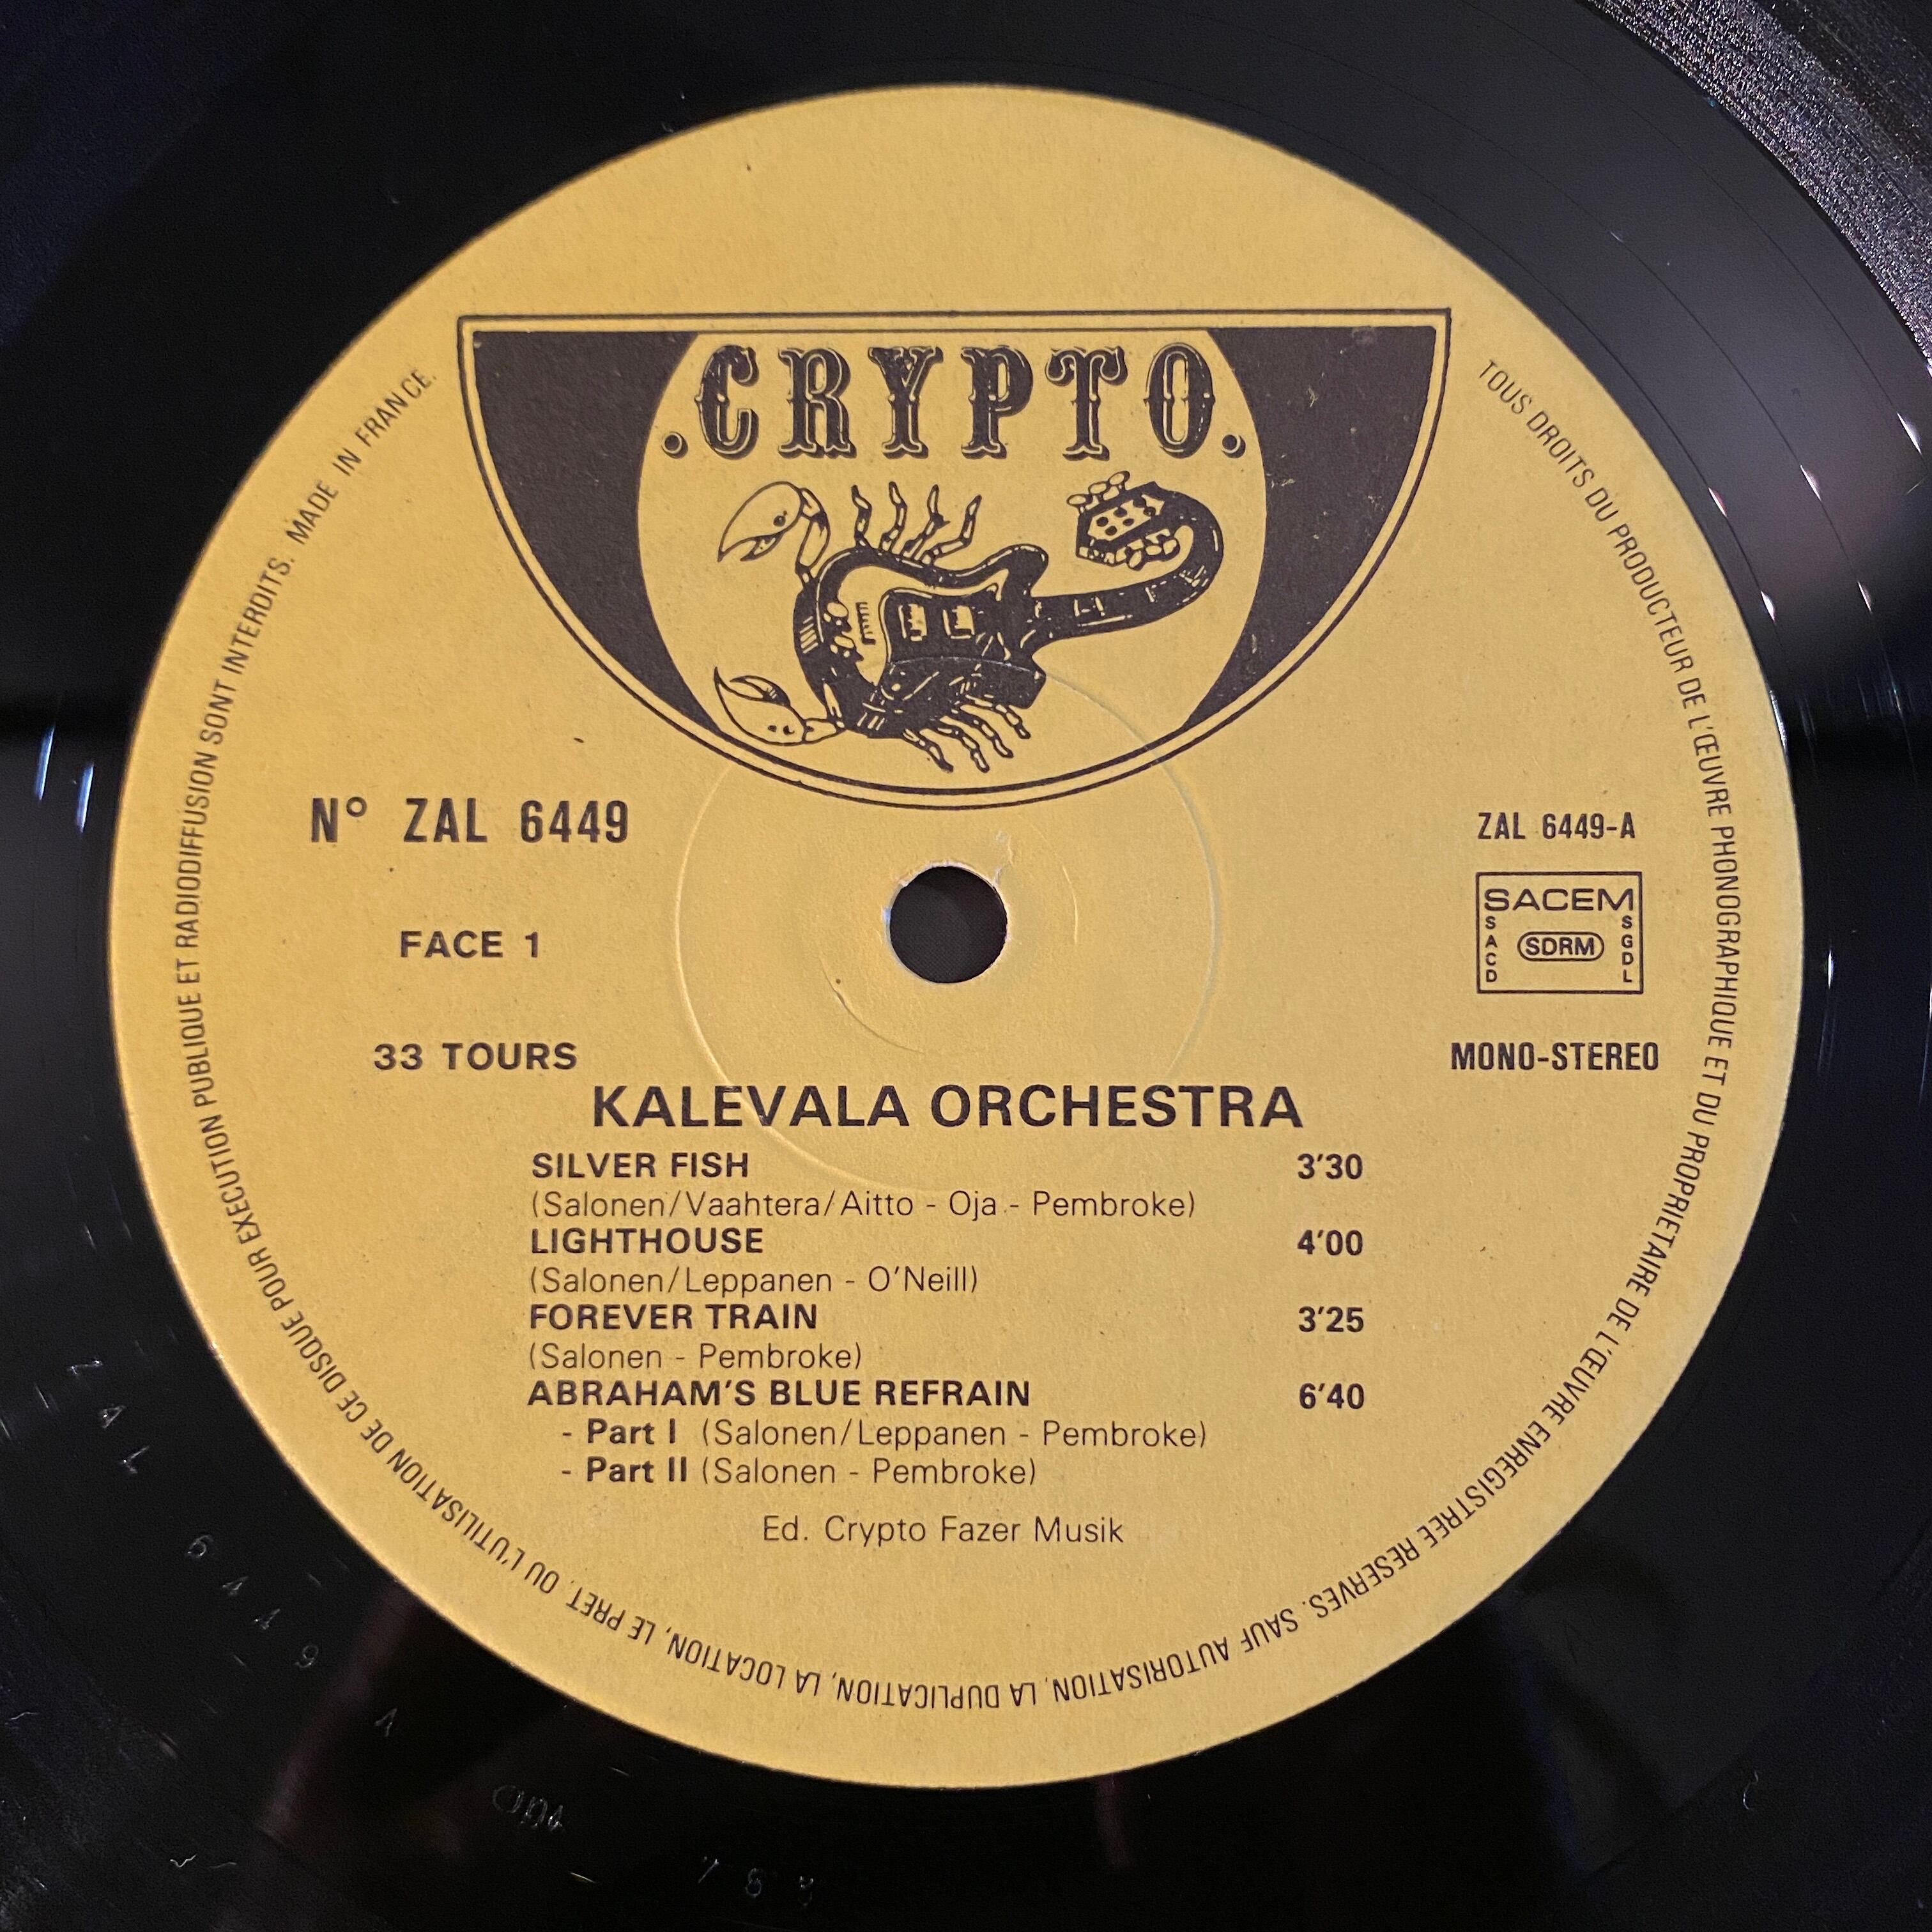 .CRYPTO.
Nº ZAL 6449
ZAL 6449-A
FACE 1
SACEM
SACD
SDRM
SGDL
33 TOURS
MONO-STEREO
KALEVALA ORCHESTRA
SILVER FISH 3'30
(Salonen/Vaahtera/Aitto - Oja - Pembroke)
LIGHTHOUSE 4'00
(Salonen/Leppanen - O'Neill)
FOREVER TRAIN 3'25
(Salonen - Pembroke)
ABRAHAM'S BLUE REFRAIN 6'40
- Part I (Salonen/Leppanen - Pembroke)
- Part II (Salonen - Pembroke)
Ed. Crypto Fazer Musik
TOUS DROITS DU PRODUCTEUR DE L'ŒUVRE PHONOGRAPHIQUE ET DU PROPRIETAIRE DE L'ŒUVRE ENREGISTREE RESERVES. SAUF AUTORISATION, LA DUPLICATION, LA LOCATION, LE PRET, OU L'UTILISATION DE CE DISQUE POUR EXECUTION PUBLIQUE ET RADIODIFFUSION SONT INTERDITS. MADE IN FRANCE.
ZAL 6449 A